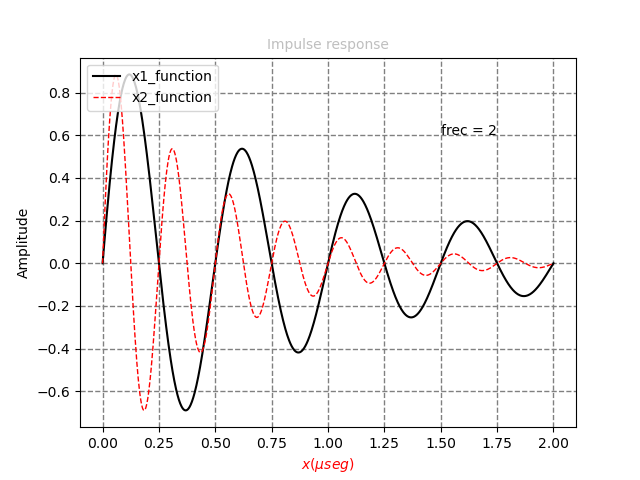 Impulse response
x1_function
x2_function
frec = 2
Amplitude
0.8
0.6
0.4
0.2
0.0
−0.2
−0.4
−0.6
0.00 0.25 0.50 0.75 1.00 1.25 1.50 1.75 2.00
x(μseg)